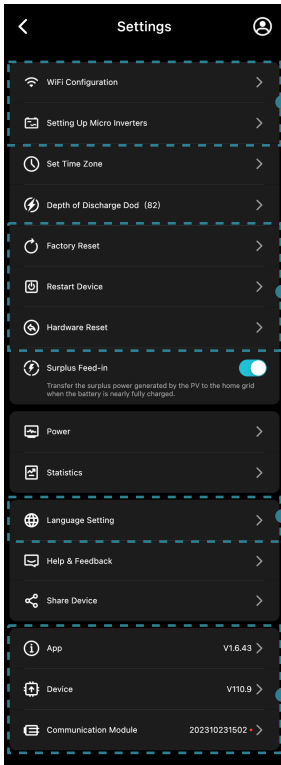 Settings
WiFi Configuration
Setting Up Micro Inverters
Set Time Zone
Depth of Discharge Dod (82)
Factory Reset
Restart Device
Hardware Reset
Surplus Feed-in
Transfer the surplus power generated by the PV to the home grid
when the battery is nearly fully charged.
Power
Statistics
Language Setting
Help & Feedback
Share Device
App V1.6.43
Device V110.9
Communication Module 202310231502